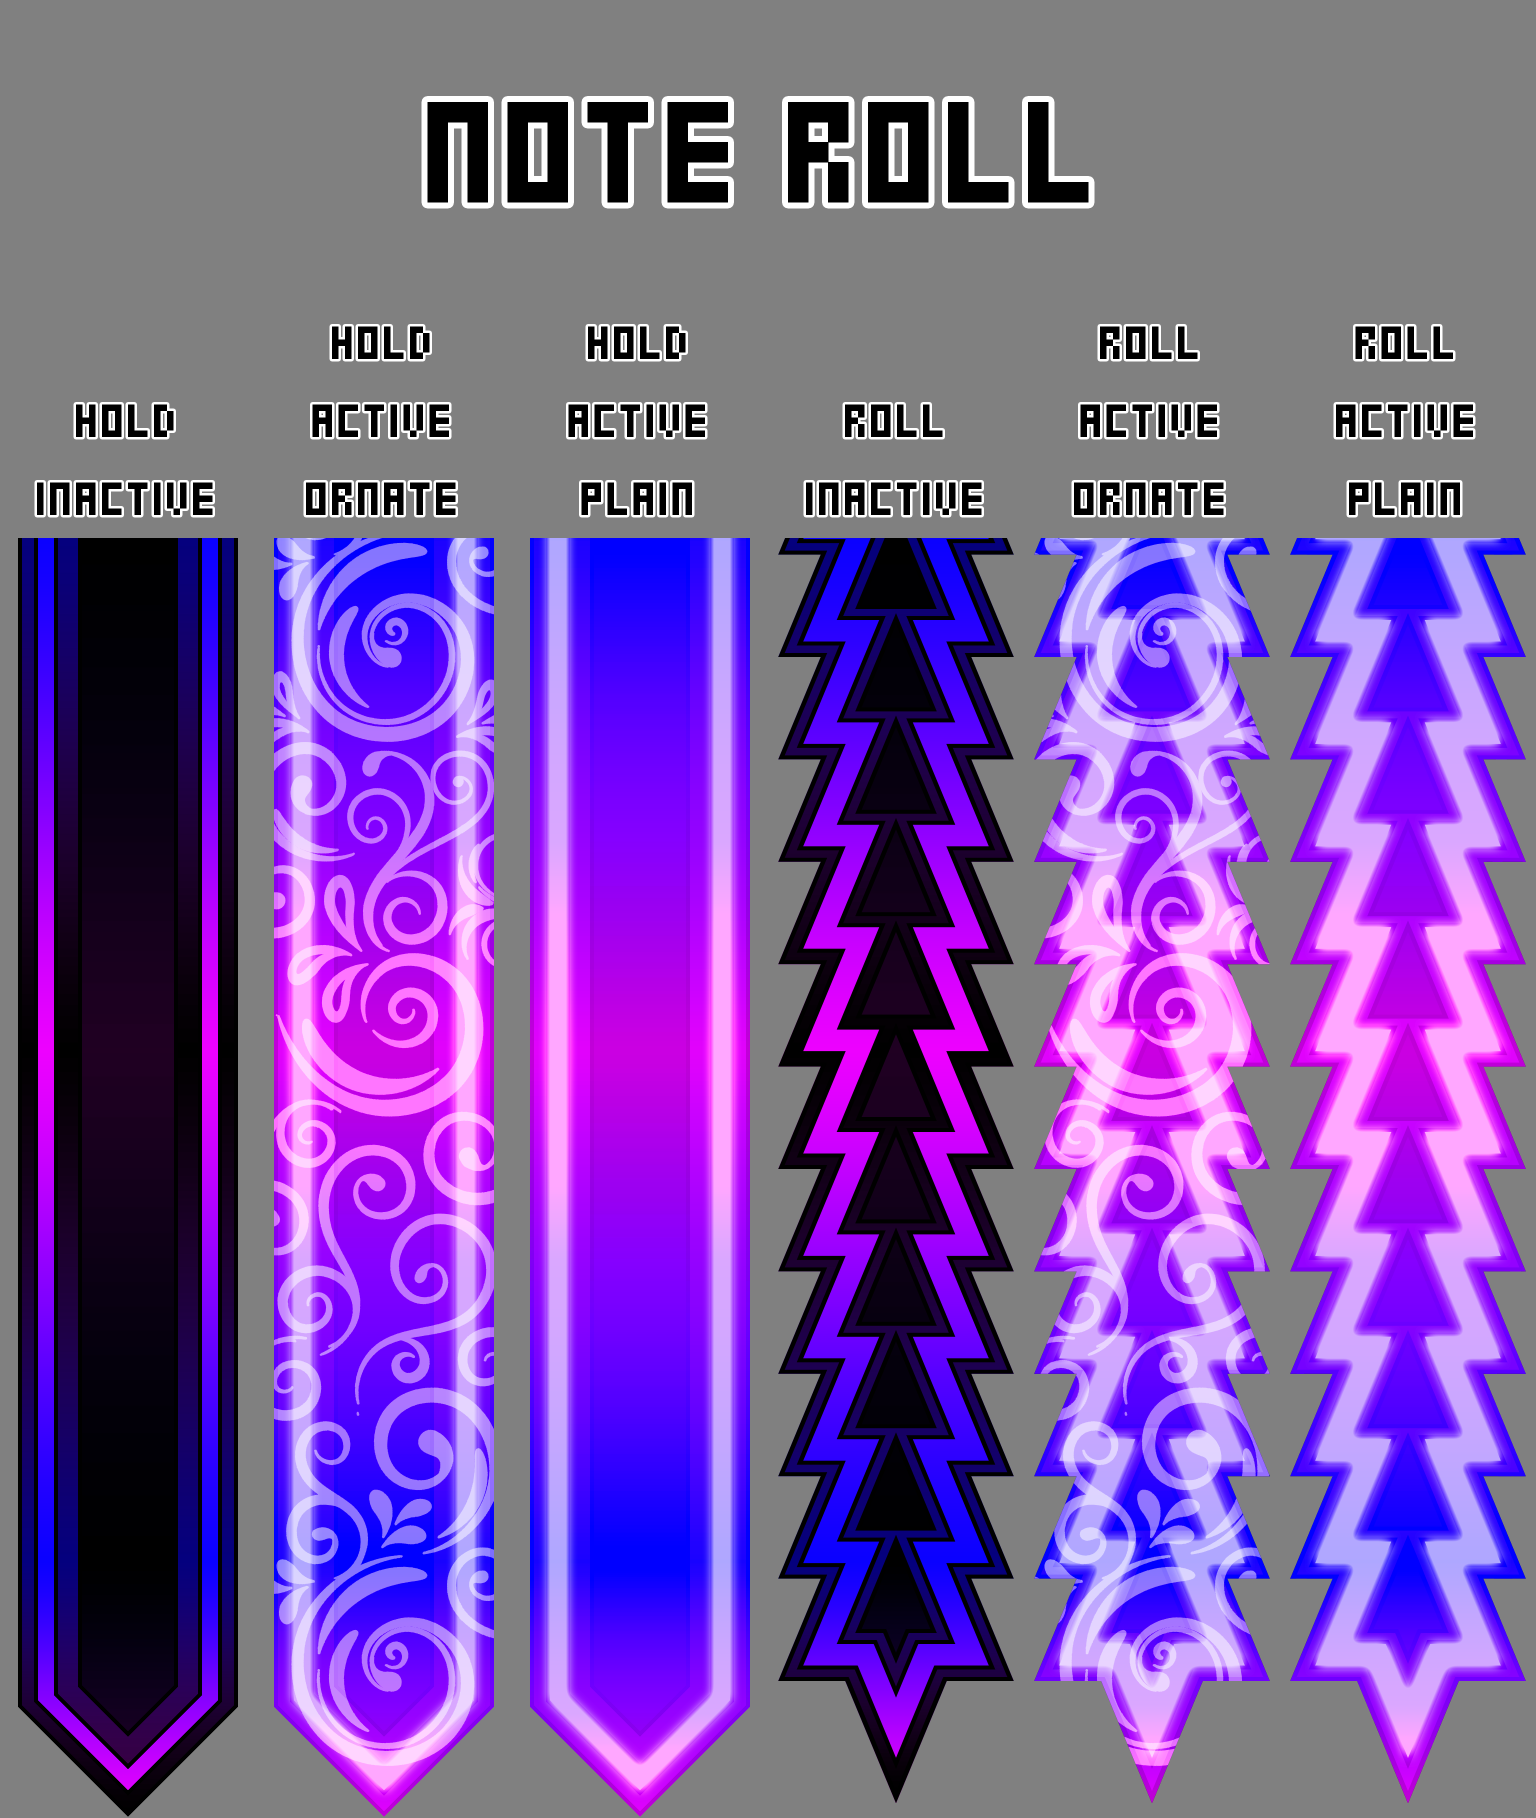 NOTE ROLL
HOLD INACTIVE
HOLD ACTIVE ORNATE
HOLD ACTIVE PLAIN
ROLL INACTIVE
ROLL ACTIVE ORNATE
ROLL ACTIVE PLAIN